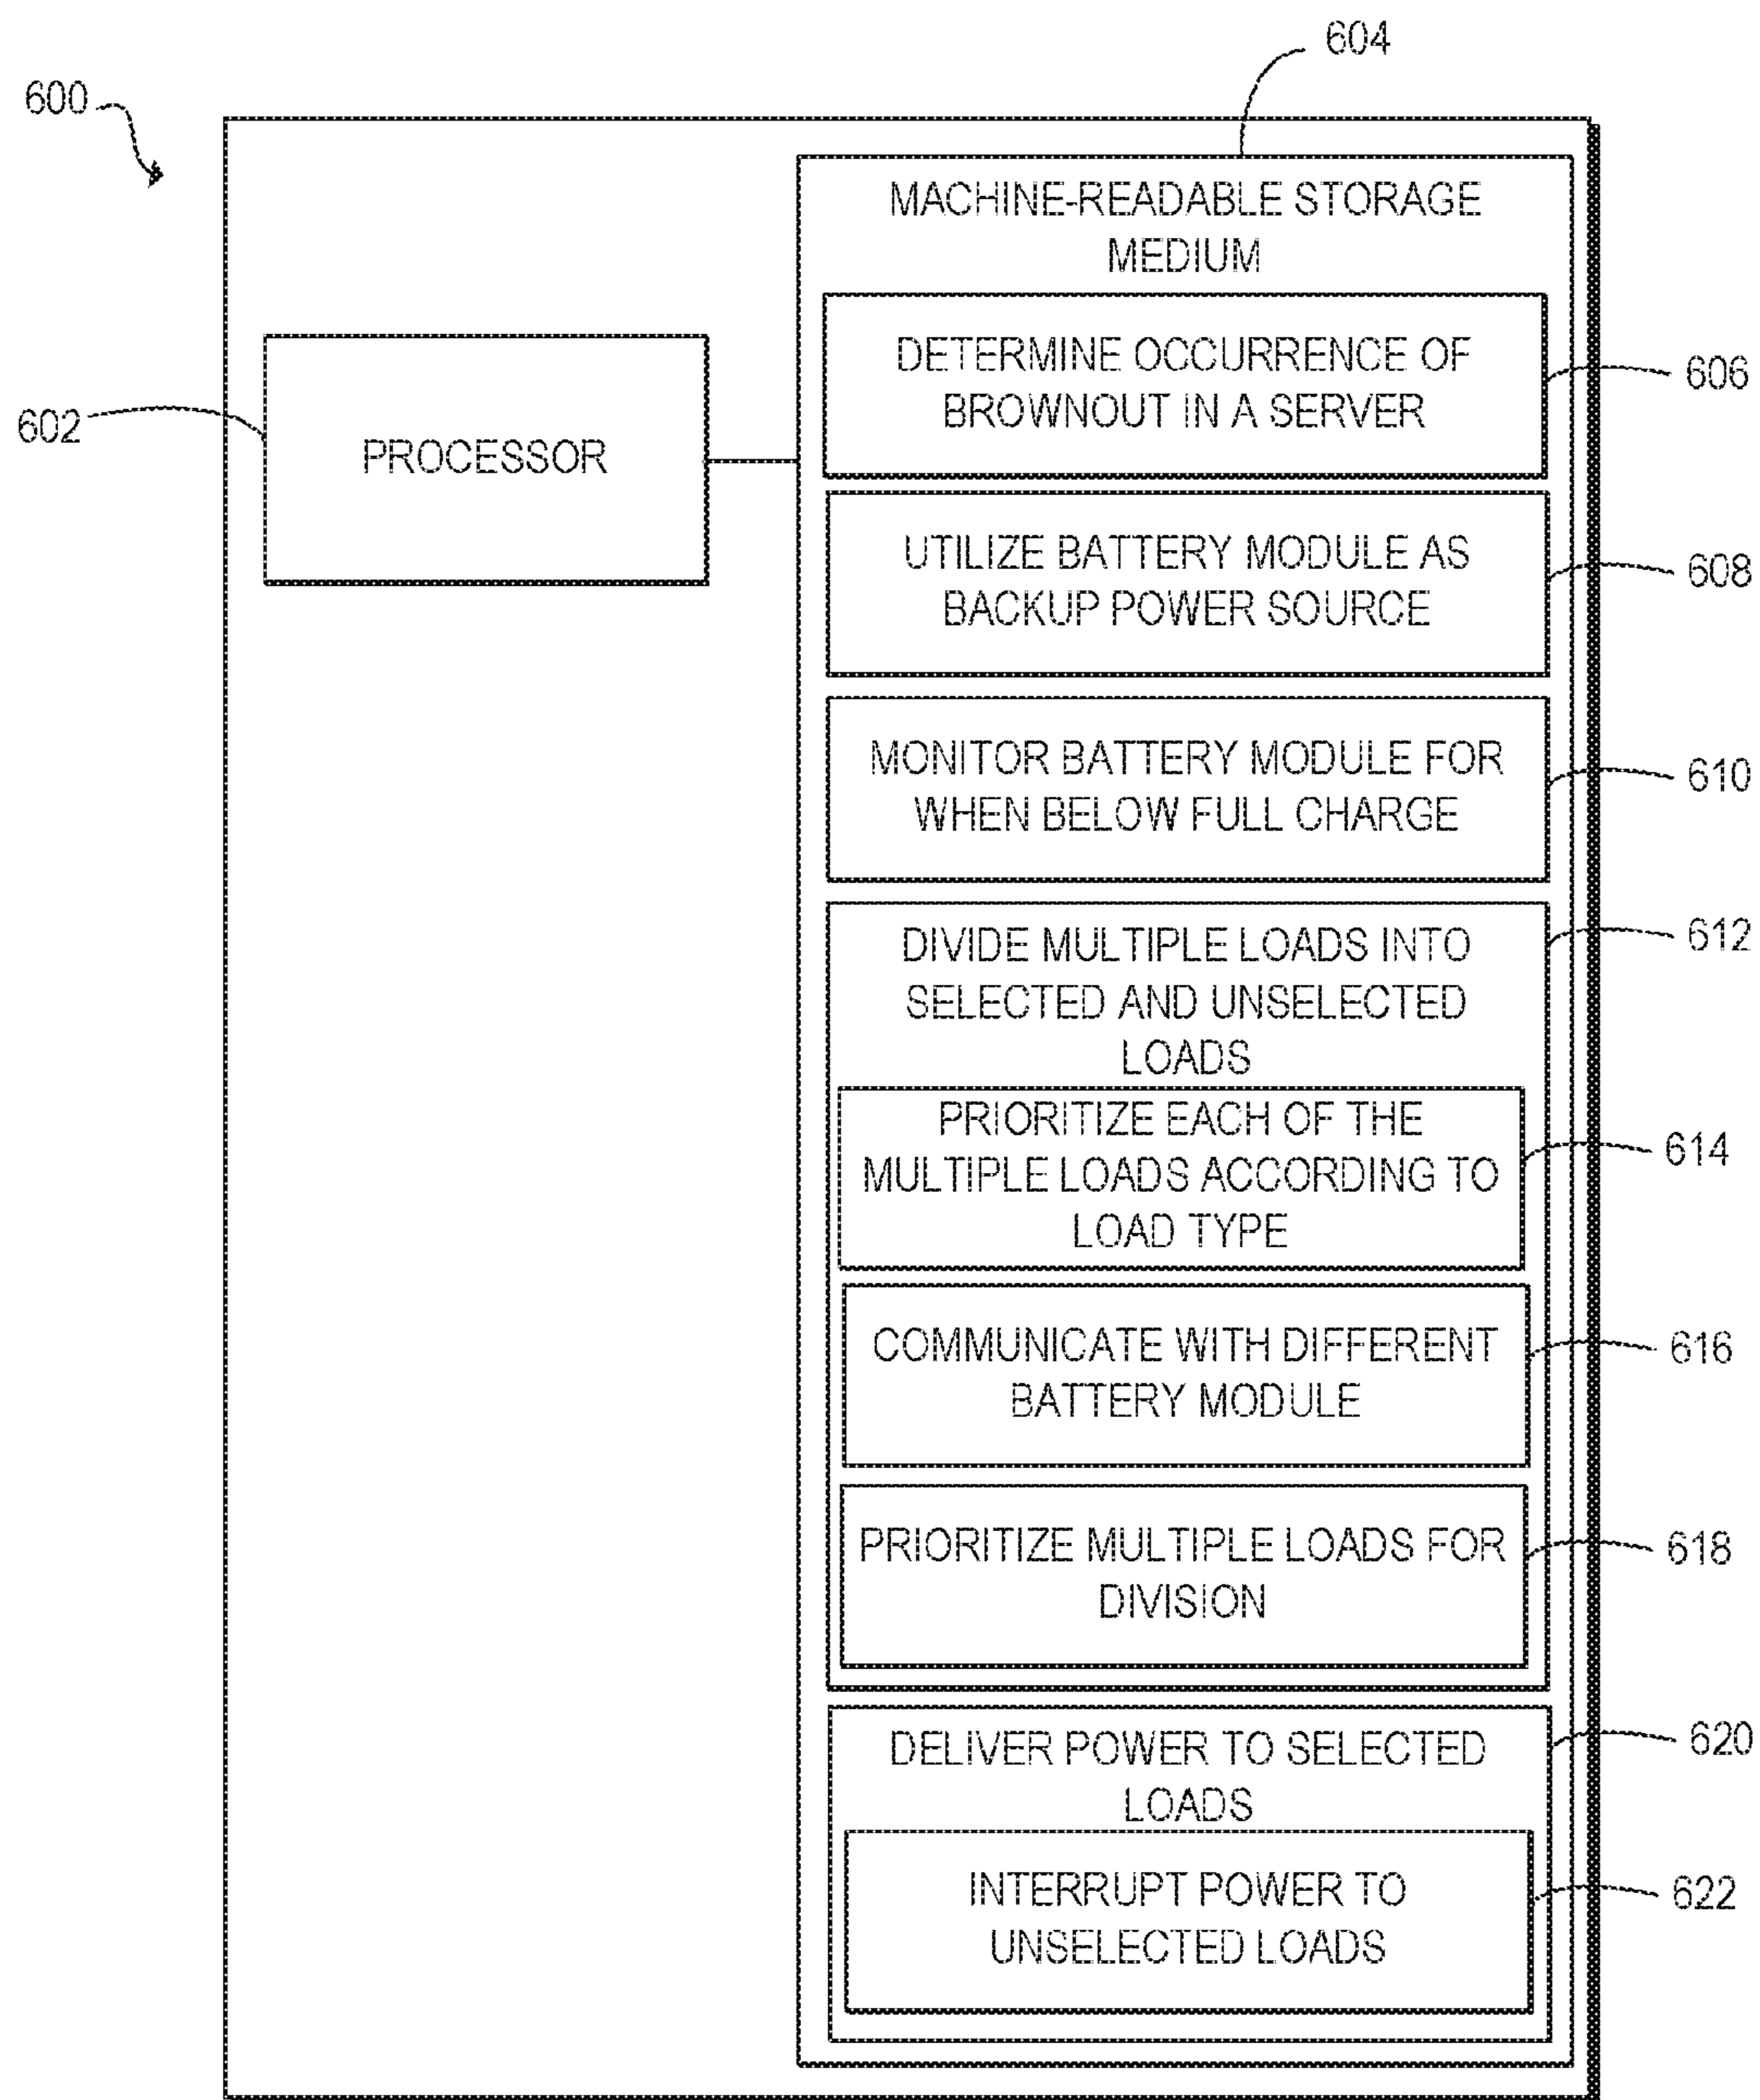 604
600
MACHINE-READABLE STORAGE
MEDIUM
DETERMINE OCCURRENCE OF
BROWNOUT IN A SERVER
606
602
PROCESSOR
UTILIZE BATTERY MODULE AS
BACKUP POWER SOURCE
608
MONITOR BATTERY MODULE FOR
WHEN BELOW FULL CHARGE
610
DIVIDE MULTIPLE LOADS INTO
SELECTED AND UNSELECTED
LOADS
612
PRIORITIZE EACH OF THE
MULTIPLE LOADS ACCORDING TO
LOAD TYPE
614
COMMUNICATE WITH DIFFERENT
BATTERY MODULE
616
PRIORITIZE MULTIPLE LOADS FOR
DIVISION
618
DELIVER POWER TO SELECTED
LOADS
620
INTERRUPT POWER TO
UNSELECTED LOADS
622